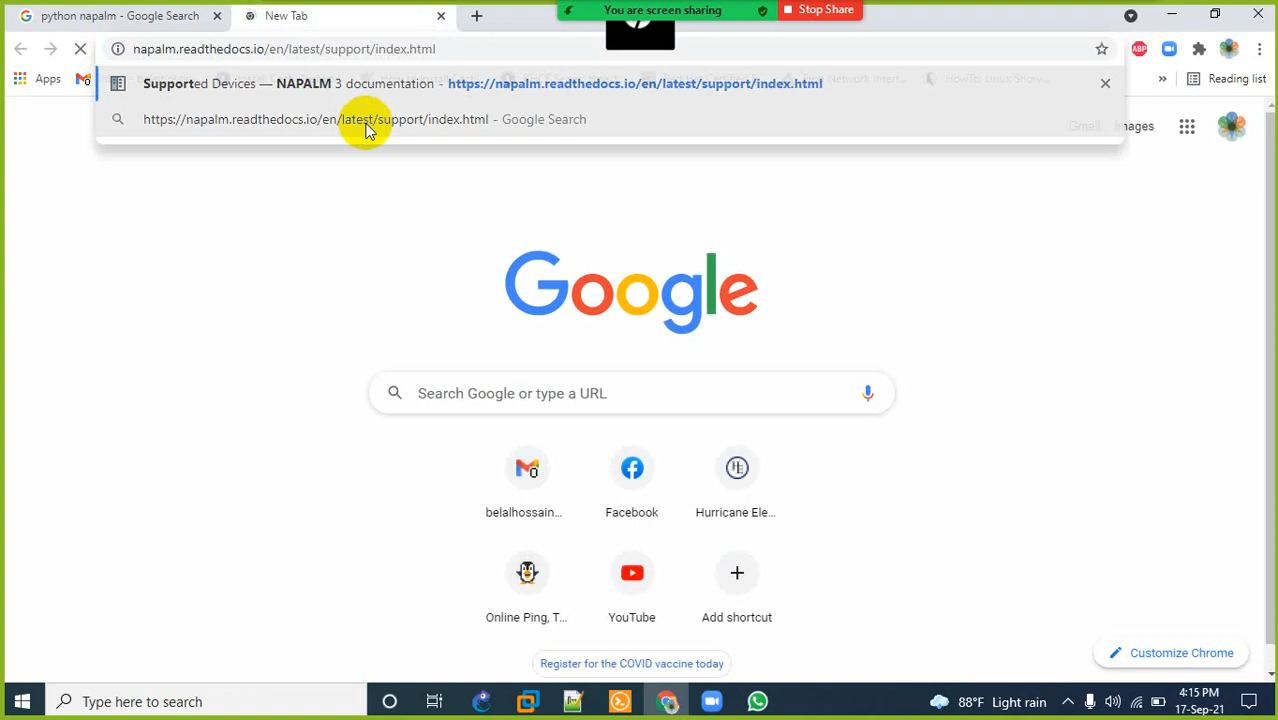 python napalm - Google Search
New Tab
You are screen sharing
Stop Share
napalm.readthedocs.io/en/latest/support/index.html
ABP
Apps
Reading list
Supported Devices — NAPALM 3 documentation - https://napalm.readthedocs.io/en/latest/support/index.html
https://napalm.readthedocs.io/en/latest/support/index.html - Google Search
Gmail
Images
Google
Search Google or type a URL
belalhossain...
Facebook
Hurricane Ele...
Online Ping, T...
YouTube
Add shortcut
Register for the COVID vaccine today
Customize Chrome
Type here to search
88°F Light rain
4:15 PM
17-Sep-21